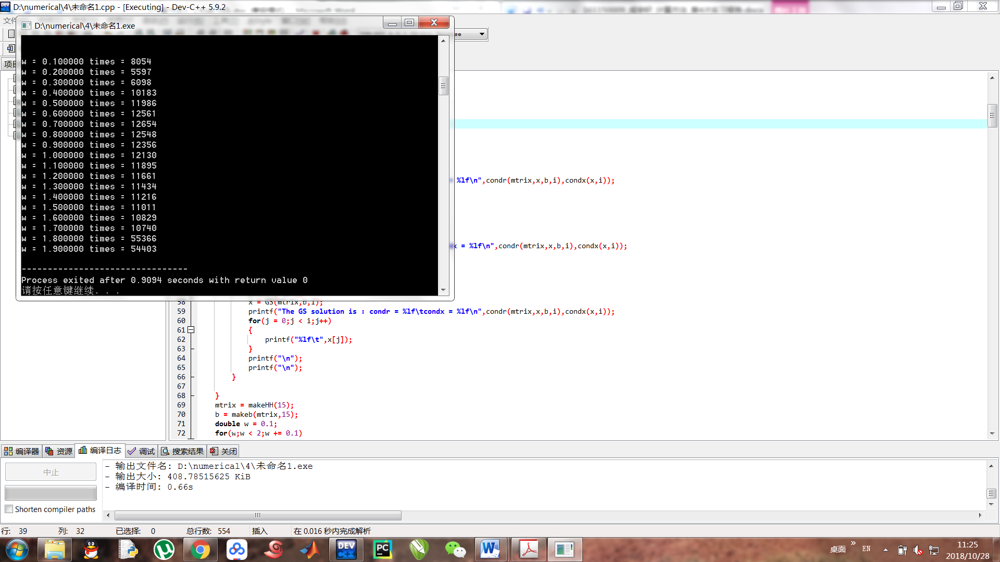 D:\numerical\4\未命名1.cpp - [Executing] - Dev-C++ 5.9.2
D:\numerical\4\未命名1.exe
w = 0.100000 times = 8054
w = 0.200000 times = 5597
w = 0.300000 times = 6098
w = 0.400000 times = 10183
w = 0.500000 times = 11986
w = 0.600000 times = 12561
w = 0.700000 times = 12654
w = 0.800000 times = 12548
w = 0.900000 times = 12356
w = 1.000000 times = 12130
w = 1.100000 times = 11895
w = 1.200000 times = 11661
w = 1.300000 times = 11434
w = 1.400000 times = 11216
w = 1.500000 times = 11011
w = 1.600000 times = 10829
w = 1.700000 times = 10740
w = 1.800000 times = 55366
w = 1.900000 times = 54403
--------------------------------
Process exited after 0.9094 seconds with return value 0
请按任意键继续. . .
%lf\n",condr(mtrix,x,b,i),condx(x,i));
= %lf\n",condr(mtrix,x,b,i),condx(x,i));
58 x = GS(mtrix,b,i);
59 printf("The GS solution is : condr = %lf\tcondx = %lf\n",condr(mtrix,x,b,i),condx(x,i));
60 for(j = 0;j < i;j++)
61 {
62 printf("%lf\t",x[j]);
63 }
64 printf("\n");
65 printf("\n");
66 }
67
68 }
69 mtrix = makeHH(15);
70 b = makeb(mtrix,15);
71 double w = 0.1;
72 for(w;w < 2;w += 0.1)
编译器 资源 编译日志 调试 搜索结果 关闭
中止
Shorten compiler paths
- 输出文件名: D:\numerical\4\未命名1.exe
- 输出大小: 408.78515625 KiB
- 编译时间: 0.66s
行: 39 列: 32 已选择: 0 总行数: 554 插入 在 0.016 秒内完成解析
桌面 » EN
11:25
2018/10/28